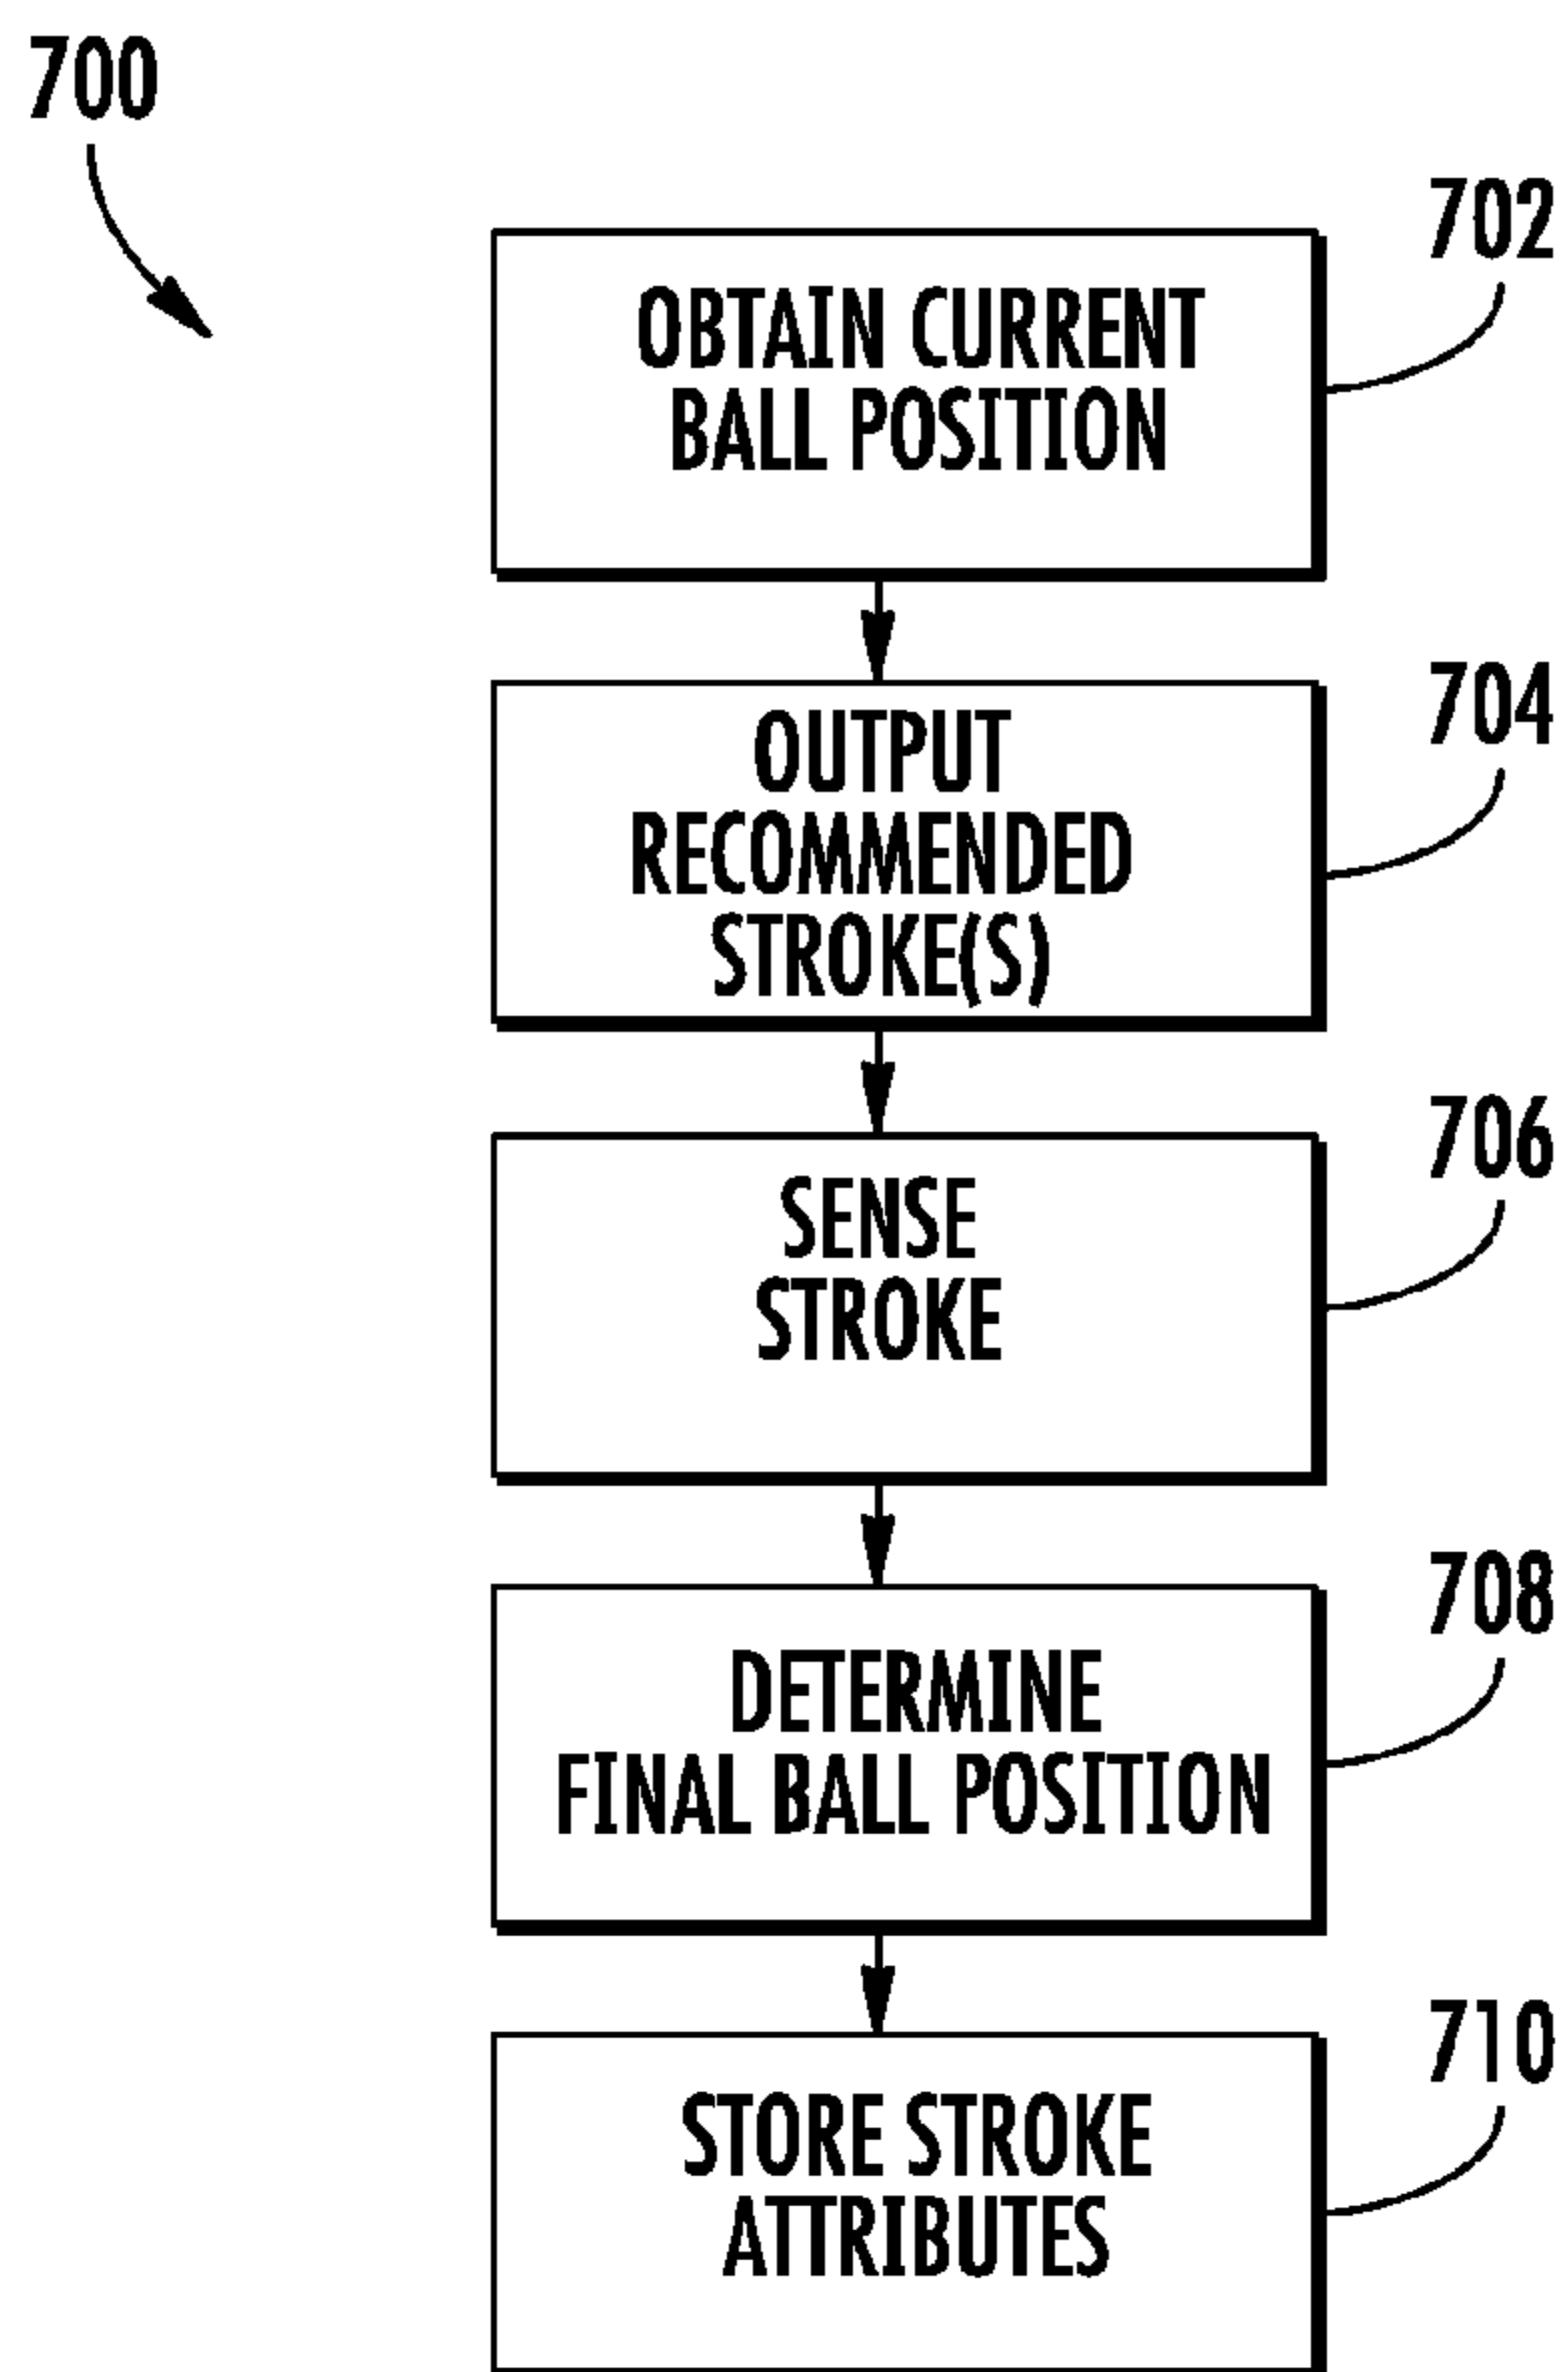 700
702
OBTAIN CURRENT
BALL POSITION
704
OUTPUT
RECOMMENDED
STROKE(S)
706
SENSE
STROKE
708
DETERMINE
FINAL BALL POSITION
710
STORE STROKE
ATTRIBUTES